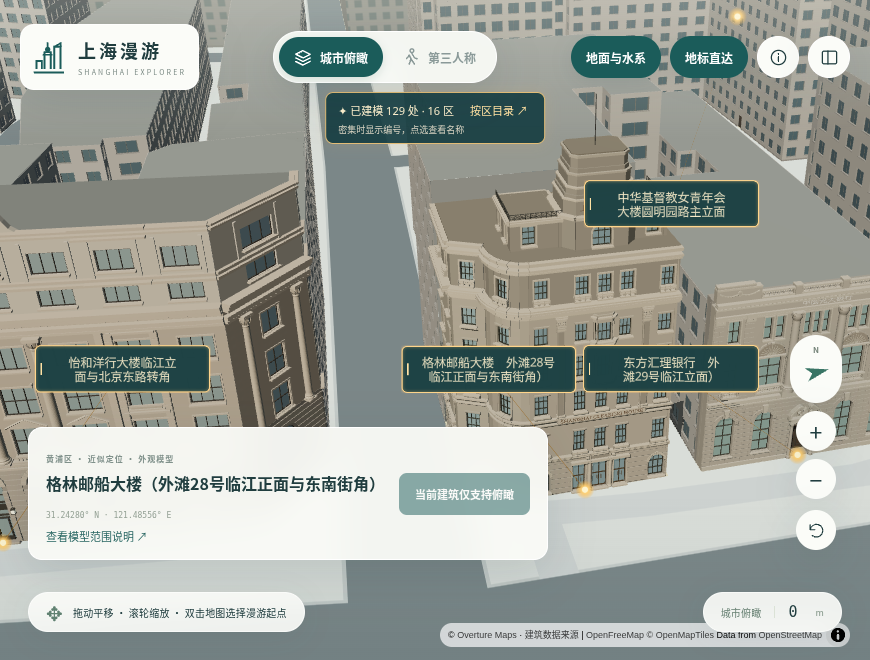 上海漫游
SHANGHAI EXPLORER
城市俯瞰
第三人称
地面与水系
地标直达
✦ 已建模 129 处 · 16 区 按区目录 ↗
密集时显示编号，点选查看名称
中华基督教女青年会
大楼圆明园路主立面
怡和洋行大楼临江立
面与北京东路转角
格林邮船大楼 外滩28号
临江正面与东南街角）
东方汇理银行 外
滩29号临江立面）
N
+
−
黄浦区 · 近似定位 · 外观模型
格林邮船大楼（外滩28号临江正面与东南街角）
31.24280° N · 121.48556° E
查看模型范围说明 ↗
当前建筑仅支持俯瞰
拖动平移 · 滚轮缩放 · 双击地图选择漫游起点
城市俯瞰 0 m
© Overture Maps · 建筑数据来源 | OpenFreeMap © OpenMapTiles Data from OpenStreetMap